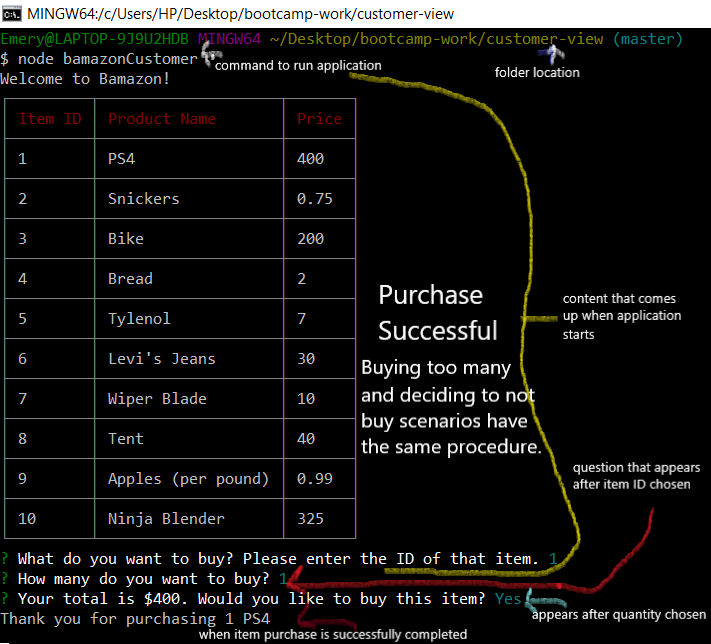 MINGW64:/c/Users/HP/Desktop/bootcamp-work/customer-view
Emery@LAPTOP-9J9U2HDB MINGW64 ~/Desktop/bootcamp-work/customer-view (master)
$ node bamazonCustomer
command to run application
folder location
Welcome to Bamazon!
Item ID Product Name Price
1 PS4 400
2 Snickers 0.75
3 Bike 200
4 Bread 2
5 Tylenol 7
6 Levi's Jeans 30
7 Wiper Blade 10
8 Tent 40
9 Apples (per pound) 0.99
10 Ninja Blender 325
Purchase
Successful
Buying too many
and deciding to not
buy scenarios have
the same procedure.
content that comes
up when application
starts
question that appears
after item ID chosen
? What do you want to buy? Please enter the ID of that item. 1
? How many do you want to buy? 1
? Your total is $400. Would you like to buy this item? Yes
appears after quantity chosen
Thank you for purchasing 1 PS4
when item purchase is successfully completed